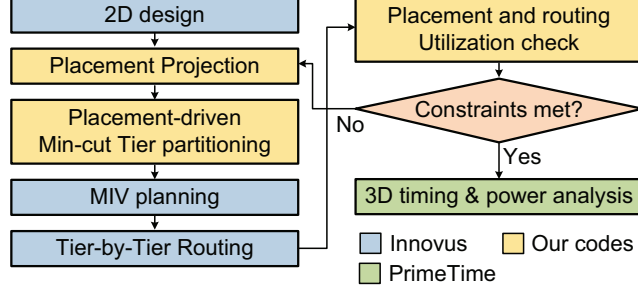 2D design
Placement Projection
Placement-driven
Min-cut Tier partitioning
MIV planning
Tier-by-Tier Routing
Placement and routing
Utilization check
Constraints met?
No
Yes
3D timing & power analysis
Innovus
Our codes
PrimeTime